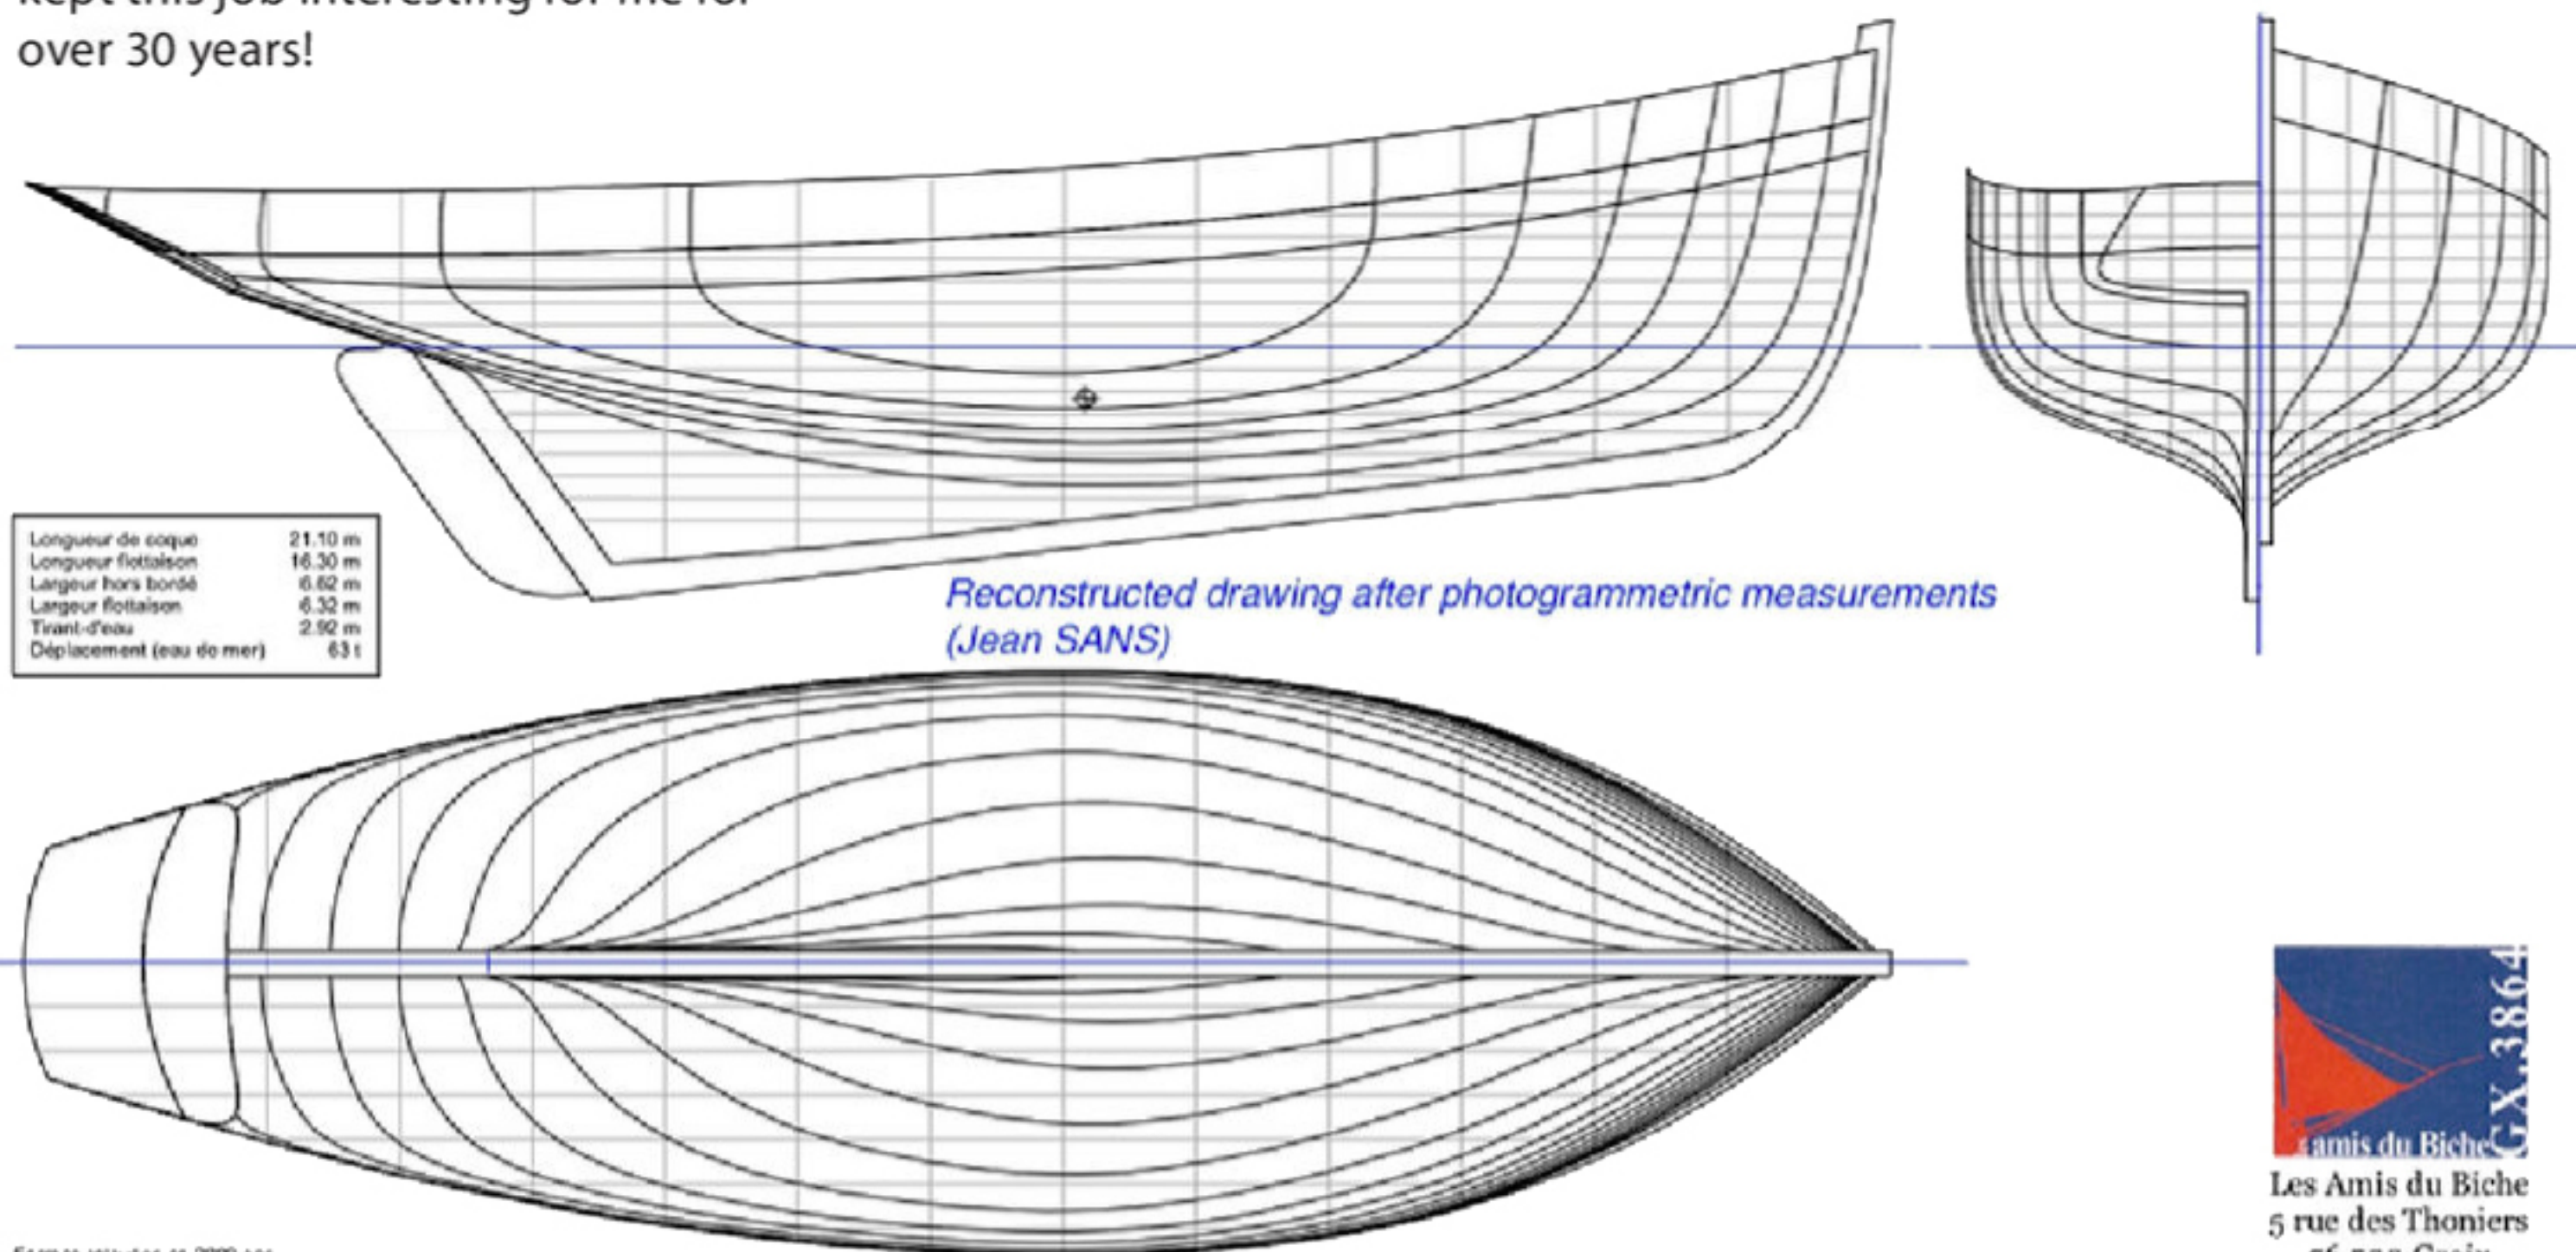 over 30 years!
Longueur de coque 21.10 m
Longueur flottaison 16.30 m
Largeur hors bordé 6.62 m
Largeur flottaison 6.32 m
Tirant-d'eau 2.92 m
Déplacement (eau de mer) 63 t
Reconstructed drawing after photogrammetric measurements
(Jean SANS)
GX.3864
amis du Biche
Les Amis du Biche
5 rue des Thoniers